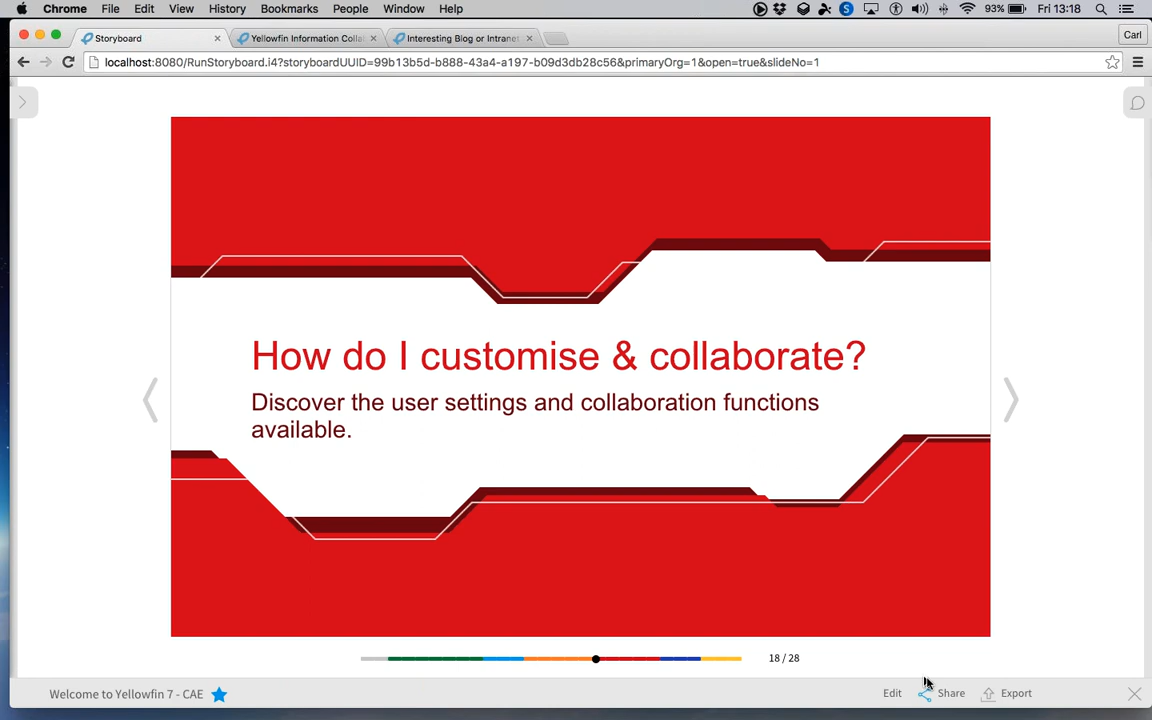 Chrome File Edit View History Bookmarks People Window Help 93% Fri 13:18
Storyboard Yellowfin Information Colla Interesting Blog or Intrane Carl
localhost:8080/RunStoryboard.i4?storyboardUUID=99b13b5d-b888-43a4-a197-b09d3db28c56&primaryOrg=1&open=true&slideNo=1
How do I customise & collaborate?
Discover the user settings and collaboration functions
available.
18 / 28
Welcome to Yellowfin 7 - CAE Edit Share Export